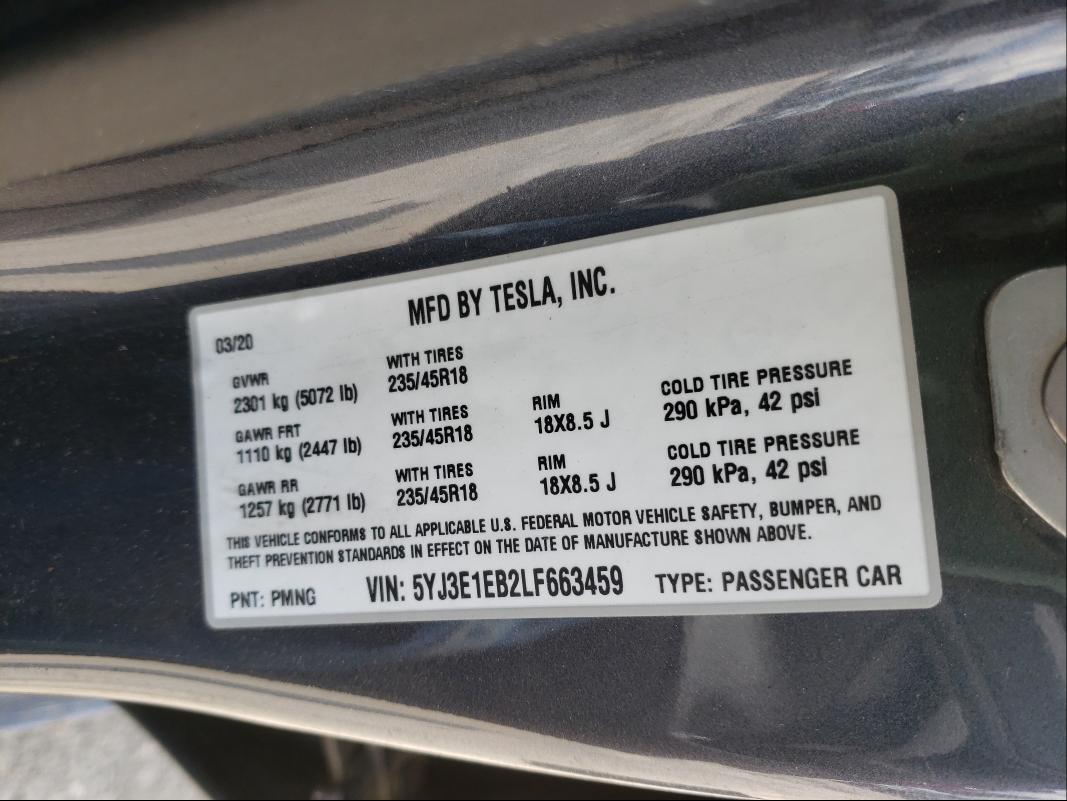 MFD BY TESLA, INC.
03/20
GVWR
2301 kg (5072 lb)
WITH TIRES
235/45R18
GAWR FRT
1110 kg (2447 lb)
WITH TIRES
235/45R18
RIM
18X8.5 J
COLD TIRE PRESSURE
290 kPa, 42 psi
GAWR RR
1257 kg (2771 lb)
WITH TIRES
235/45R18
RIM
18X8.5 J
COLD TIRE PRESSURE
290 kPa, 42 psi
THIS VEHICLE CONFORMS TO ALL APPLICABLE U.S. FEDERAL MOTOR VEHICLE SAFETY, BUMPER, AND
THEFT PREVENTION STANDARDS IN EFFECT ON THE DATE OF MANUFACTURE SHOWN ABOVE.
PNT: PMNG VIN: 5YJ3E1EB2LF663459 TYPE: PASSENGER CAR